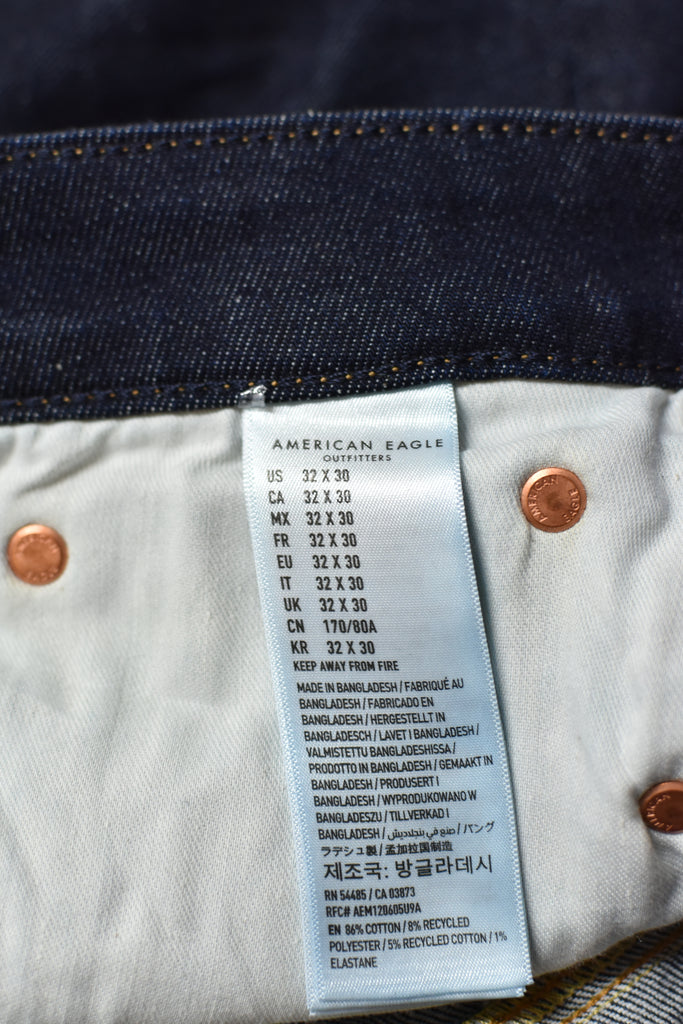 AMERICAN EAGLE
OUTFITTERS
US 32 X 30
CA 32 X 30
MX 32 X 30
FR 32 X 30
EU 32 X 30
IT 32 X 30
UK 32 X 30
CN 170/80A
KR 32 X 30
KEEP AWAY FROM FIRE
MADE IN BANGLADESH / FABRIQUÉ AU
BANGLADESH / FABRICADO EN
BANGLADESH / HERGESTELLT IN
BANGLADESCH / LAVET I BANGLADESH /
VALMISTETTU BANGLADESHISSA /
PRODOTTO IN BANGLADESH / GEMAAKT IN
BANGLADESH / PRODUSERT I
BANGLADESH / WYPRODUKOWANO W
BANGLADESZU / TILLVERKAD I
BANGLADESH / صنع في بنجلاديش / バング
ラデシュ製 / 孟加拉国制造
제조국: 방글라데시
RN 54485 / CA 03873
RFC# AEM120605U9A
EN 86% COTTON / 8% RECYCLED
POLYESTER / 5% RECYCLED COTTON / 1%
ELASTANE
AMERICAN
AMERICAN